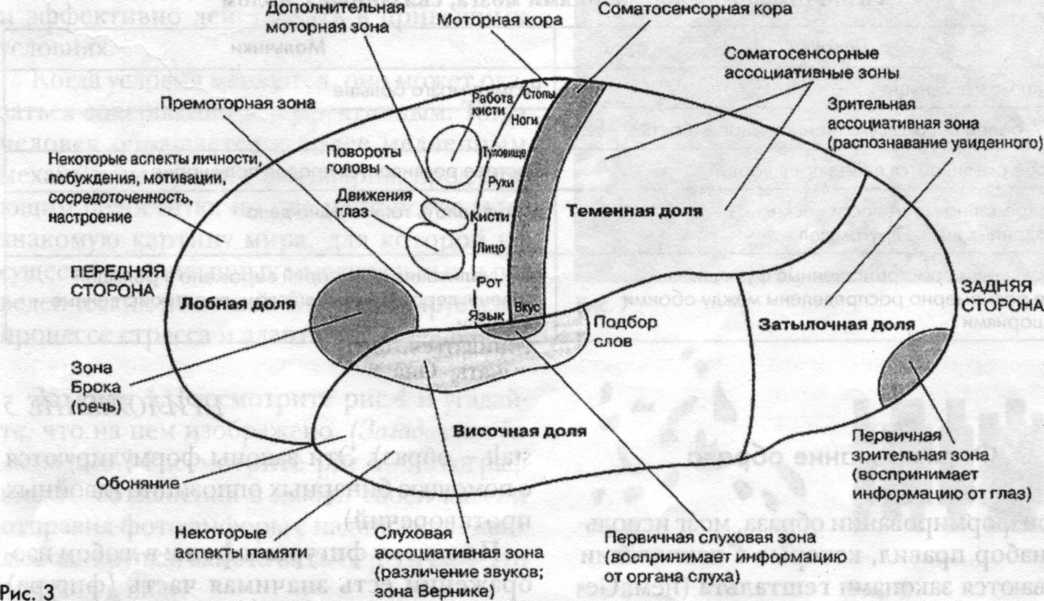 Дополнительная
моторная зона
Моторная кора
Соматосенсорная кора
Соматосенсорные
ассоциативные зоны
Премоторная зона
Зрительная
ассоциативная зона
(распознавание увиденного)
Некоторые аспекты личности,
побуждении, мотивации,
сосредоточенность,
настроение
Повороты
головы
Движения
глаз
Работа
кисти
Стопы
Ноги
Туловище
Руки
Кисти
Лицо
Рот
Язык
Вкус
Теменная доля
ПЕРЕДНЯЯ
СТОРОНА
Лобная доля
Подбор
слов
Затылочная доля
ЗАДНЯЯ
СТОРОНА
Зона
Брока
(речь)
Височная доля
Обоняние
Первичная
зрительная зона
(воспринимает
информацию от глаз)
Некоторые
аспекты памяти
Слуховая
ассоциативная зона
(различение звуков;
зона Вернике)
Первичная слуховая зона
(воспринимает информацию
от органа слуха)
Рис. 3